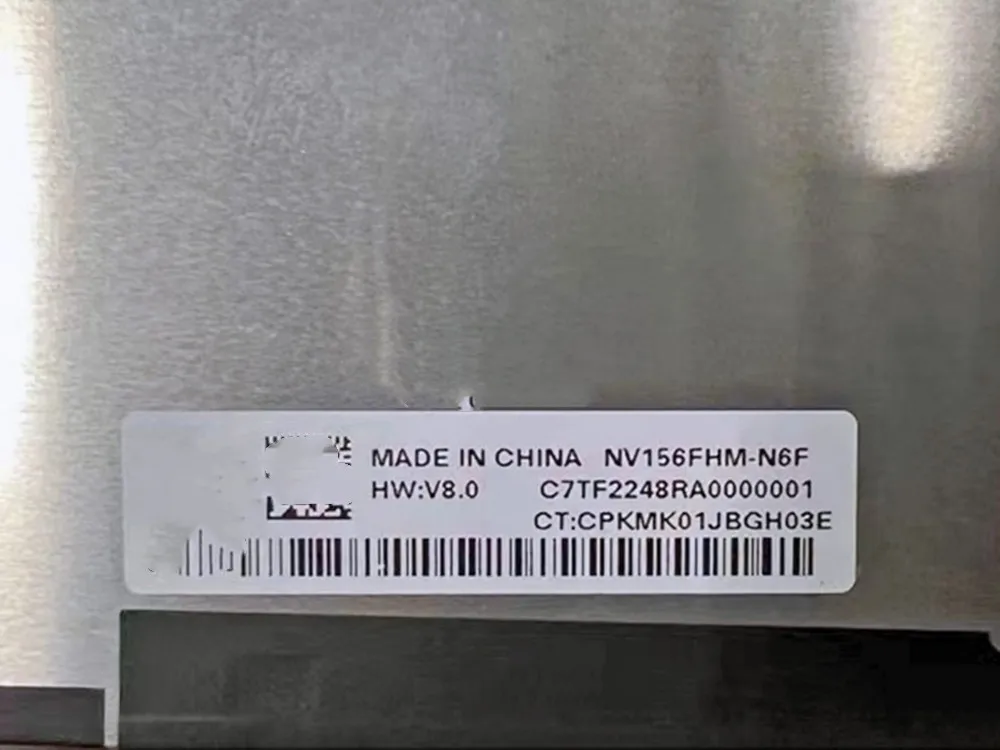 MADE IN CHINA NV156FHM-N6F
HW:V8.0 C7TF2248RA0000001
CT:CPKMK01JBGH03E